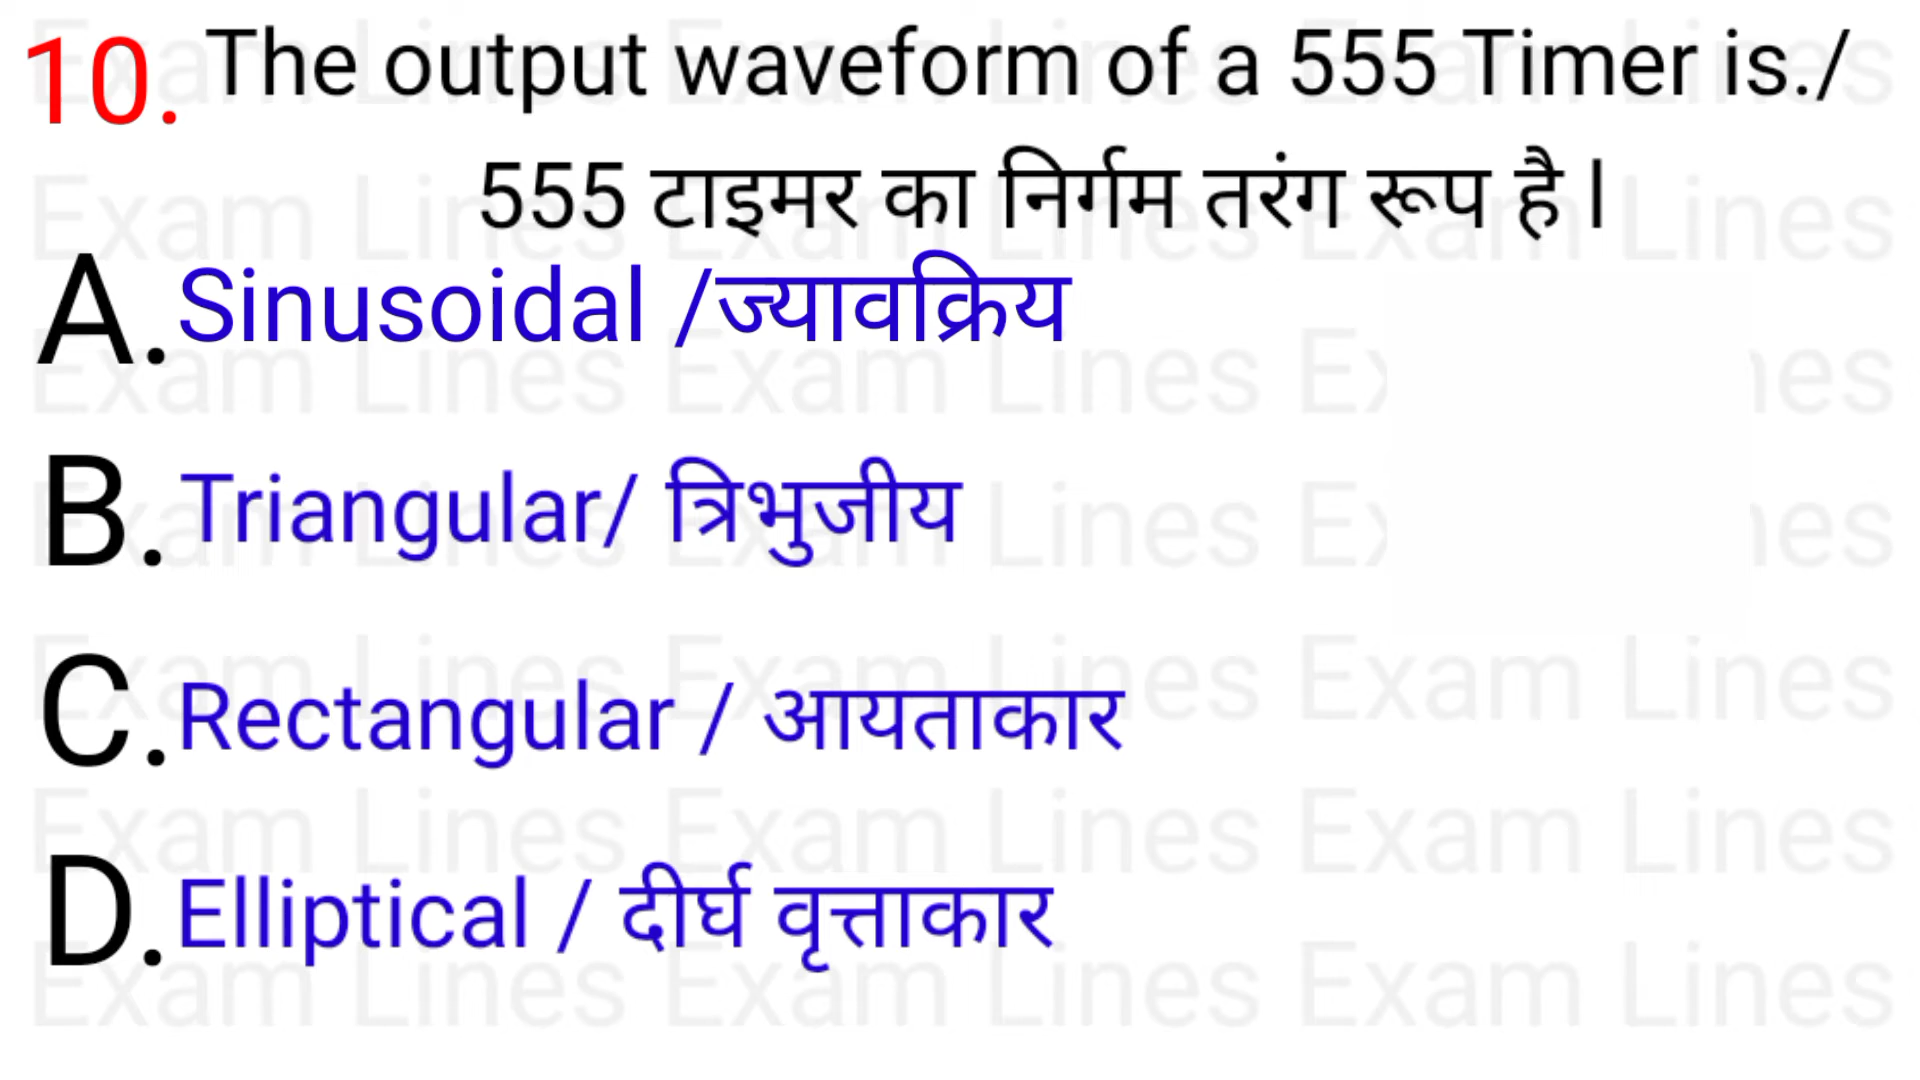 10. The output waveform of a 555 Timer is./
555 टाइमर का निर्गम तरंग रूप है l
A. Sinusoidal /ज्यावक्रिय
B. Triangular/ त्रिभुजीय
C. Rectangular / आयताकार
D. Elliptical / दीर्घ वृत्ताकार